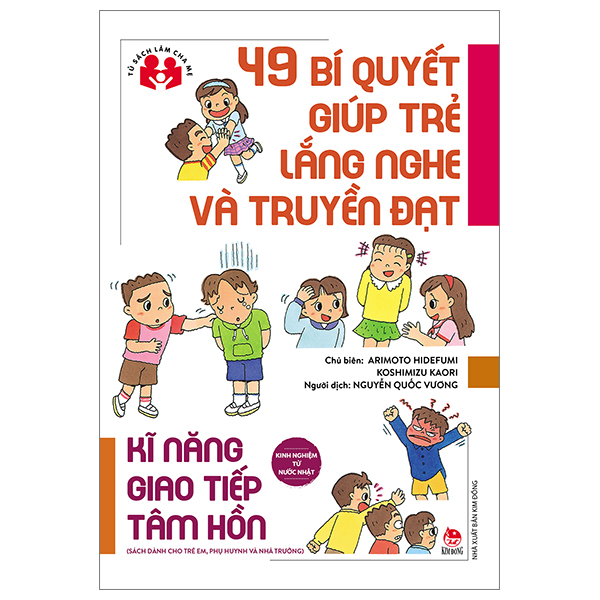 TỦ SÁCH LÀM CHA MẸ
49 BÍ QUYẾT
GIÚP TRẺ
LẮNG NGHE
VÀ TRUYỀN ĐẠT
Chủ biên: ARIMOTO HIDEFUMI
KOSHIMIZU KAORI
Người dịch: NGUYỄN QUỐC VƯƠNG
KĨ NĂNG
GIAO TIẾP
TÂM HỒN
KINH NGHIỆM
TỪ
NƯỚC NHẬT
(SÁCH DÀNH CHO TRẺ EM, PHỤ HUYNH VÀ NHÀ TRƯỜNG)
KIM ĐỒNG
NHÀ XUẤT BẢN KIM ĐỒNG